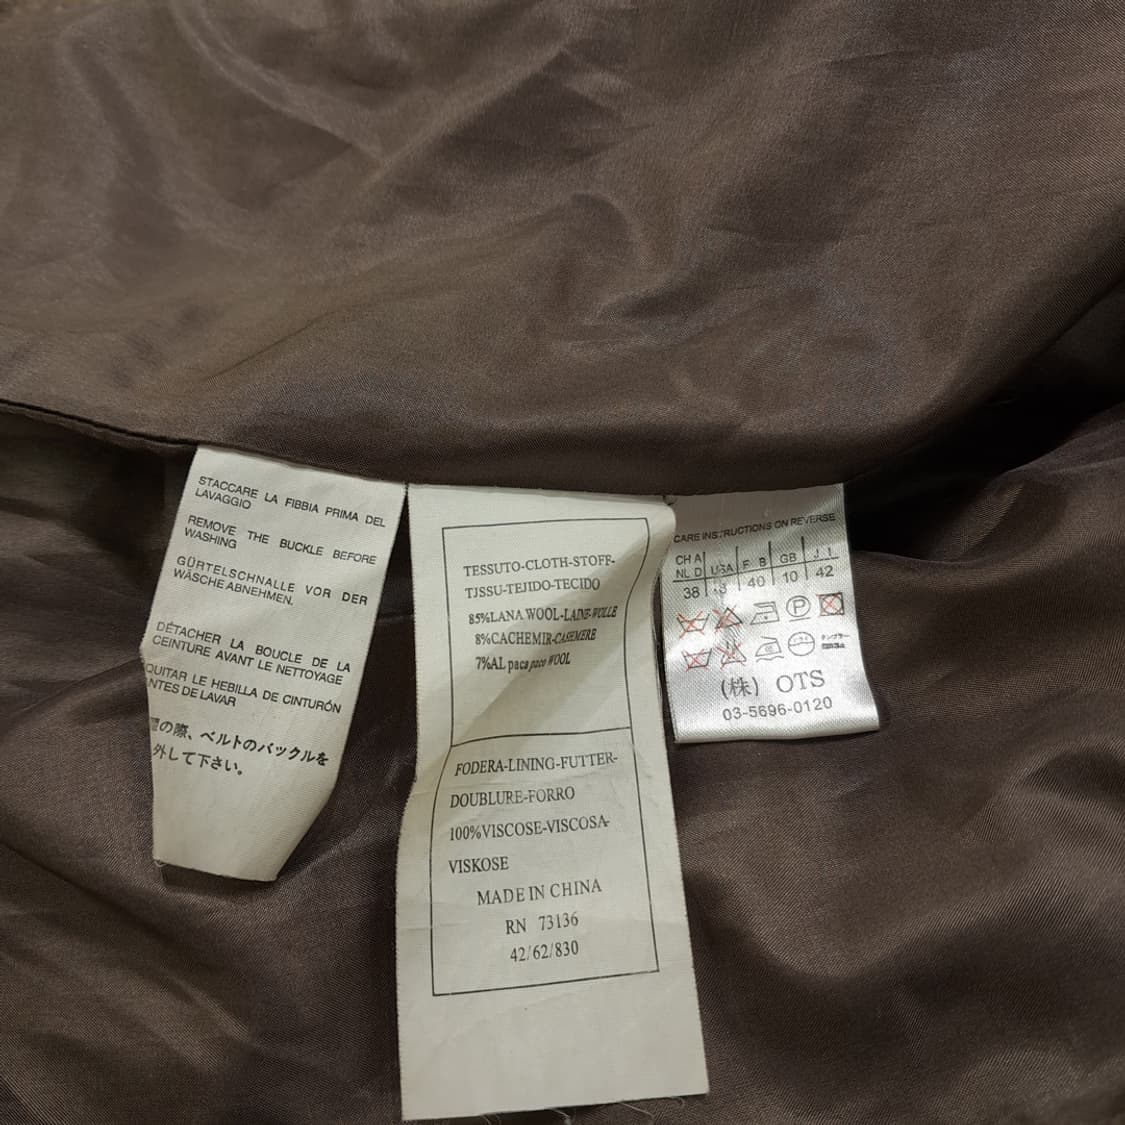 STACCARE LA FIBBIA PRIMA DEL
LAVAGGIO
REMOVE THE BUCKLE BEFORE
WASHING
GÜRTELSCHNALLE VOR DER
WÄSCHE ABNEHMEN.
DÉTACHER LA BOUCLE DE LA
CEINTURE AVANT LE NETTOYAGE
QUITAR LE HEBILLA DE CINTURÓN
ANTES DE LAVAR
の際、ベルトのバックルを
外して下さい。
TESSUTO-CLOTH-STOFF-
TJSSU-TEJIDO-TECIDO
85%LANA WOOL-LAINE-WOLLE
8%CACHEMIR-CASHMERE
7%AL paca paco WOOL
FODERA-LINING-FUTTER-
DOUBLURE-FORRO
100%VISCOSE-VISCOSA-
VISKOSE
MADE IN CHINA
RN 73136
42/62/830
CARE INSTRUCTIONS ON REVERSE
CH A USA F B GB J I
NL D
38 8 40 10 42
P
(株) OTS
03-5696-0120